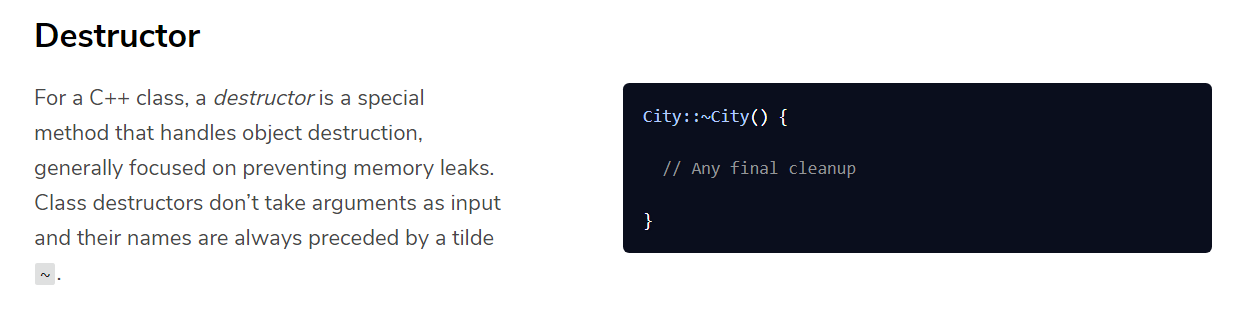 Destructor
For a C++ class, a destructor is a special
method that handles object destruction,
generally focused on preventing memory leaks.
Class destructors don’t take arguments as input
and their names are always preceded by a tilde
~.
City::~City() {
// Any final cleanup
}